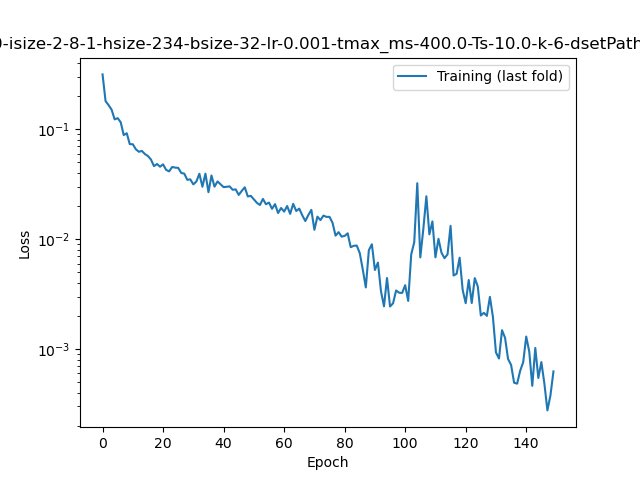 0-isize-2-8-1-hsize-234-bsize-32-lr-0.001-tmax_ms-400.0-Ts-10.0-k-6-dsetPath
Training (last fold)
10⁻¹
10⁻²
10⁻³
Loss
0 20 40 60 80 100 120 140
Epoch